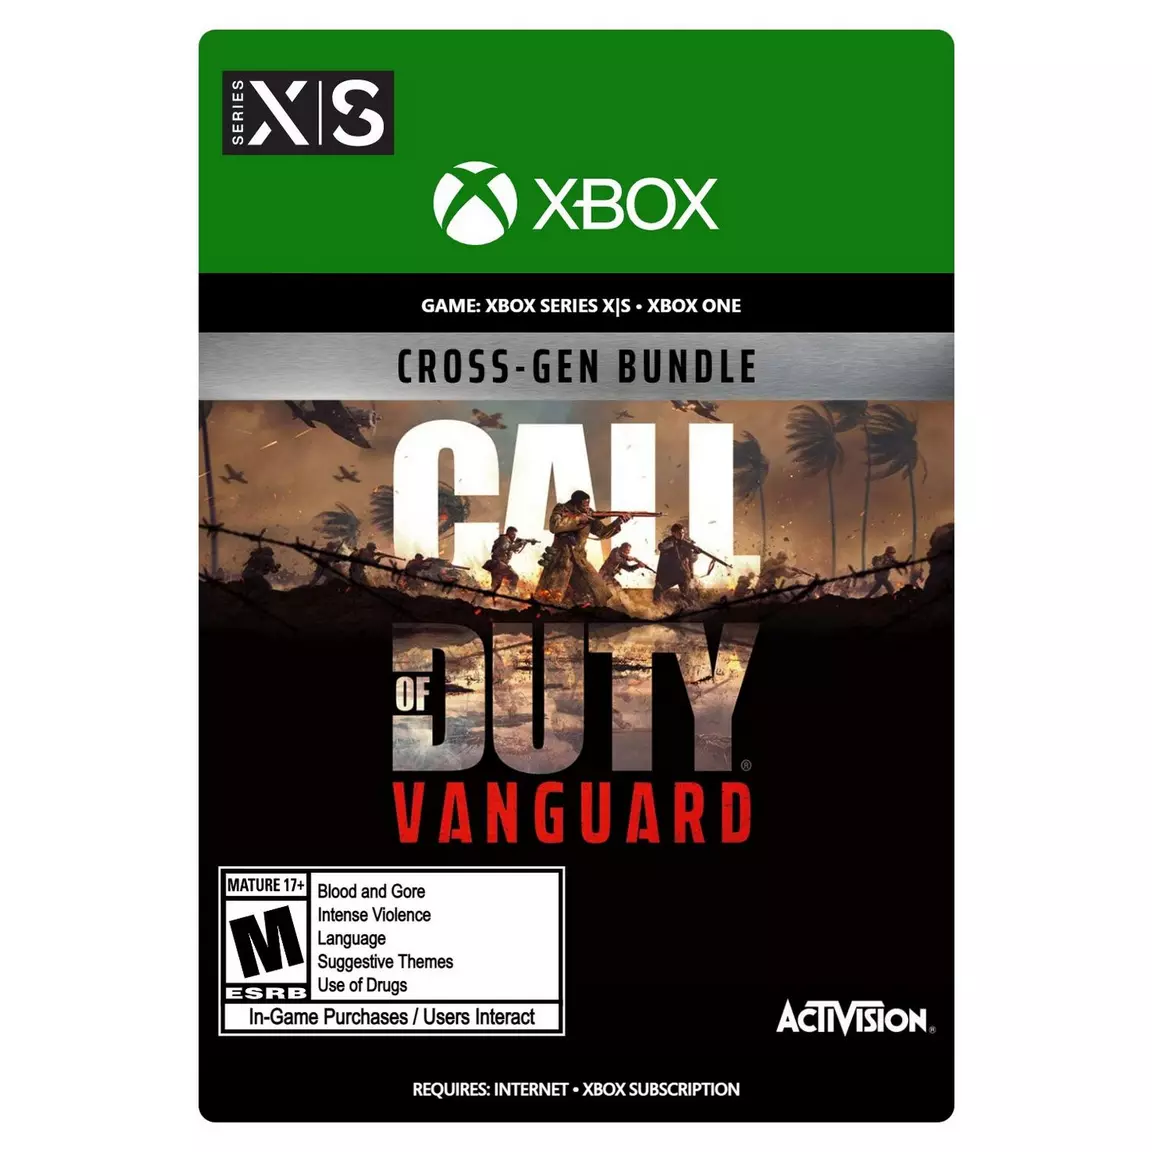 SERIES X|S
XBOX
GAME: XBOX SERIES X|S • XBOX ONE
CROSS-GEN BUNDLE
CALL
OF DUTY®
VANGUARD
MATURE 17+
M
ESRB
Blood and Gore
Intense Violence
Language
Suggestive Themes
Use of Drugs
In-Game Purchases / Users Interact
ACTIVISION®
REQUIRES: INTERNET • XBOX SUBSCRIPTION